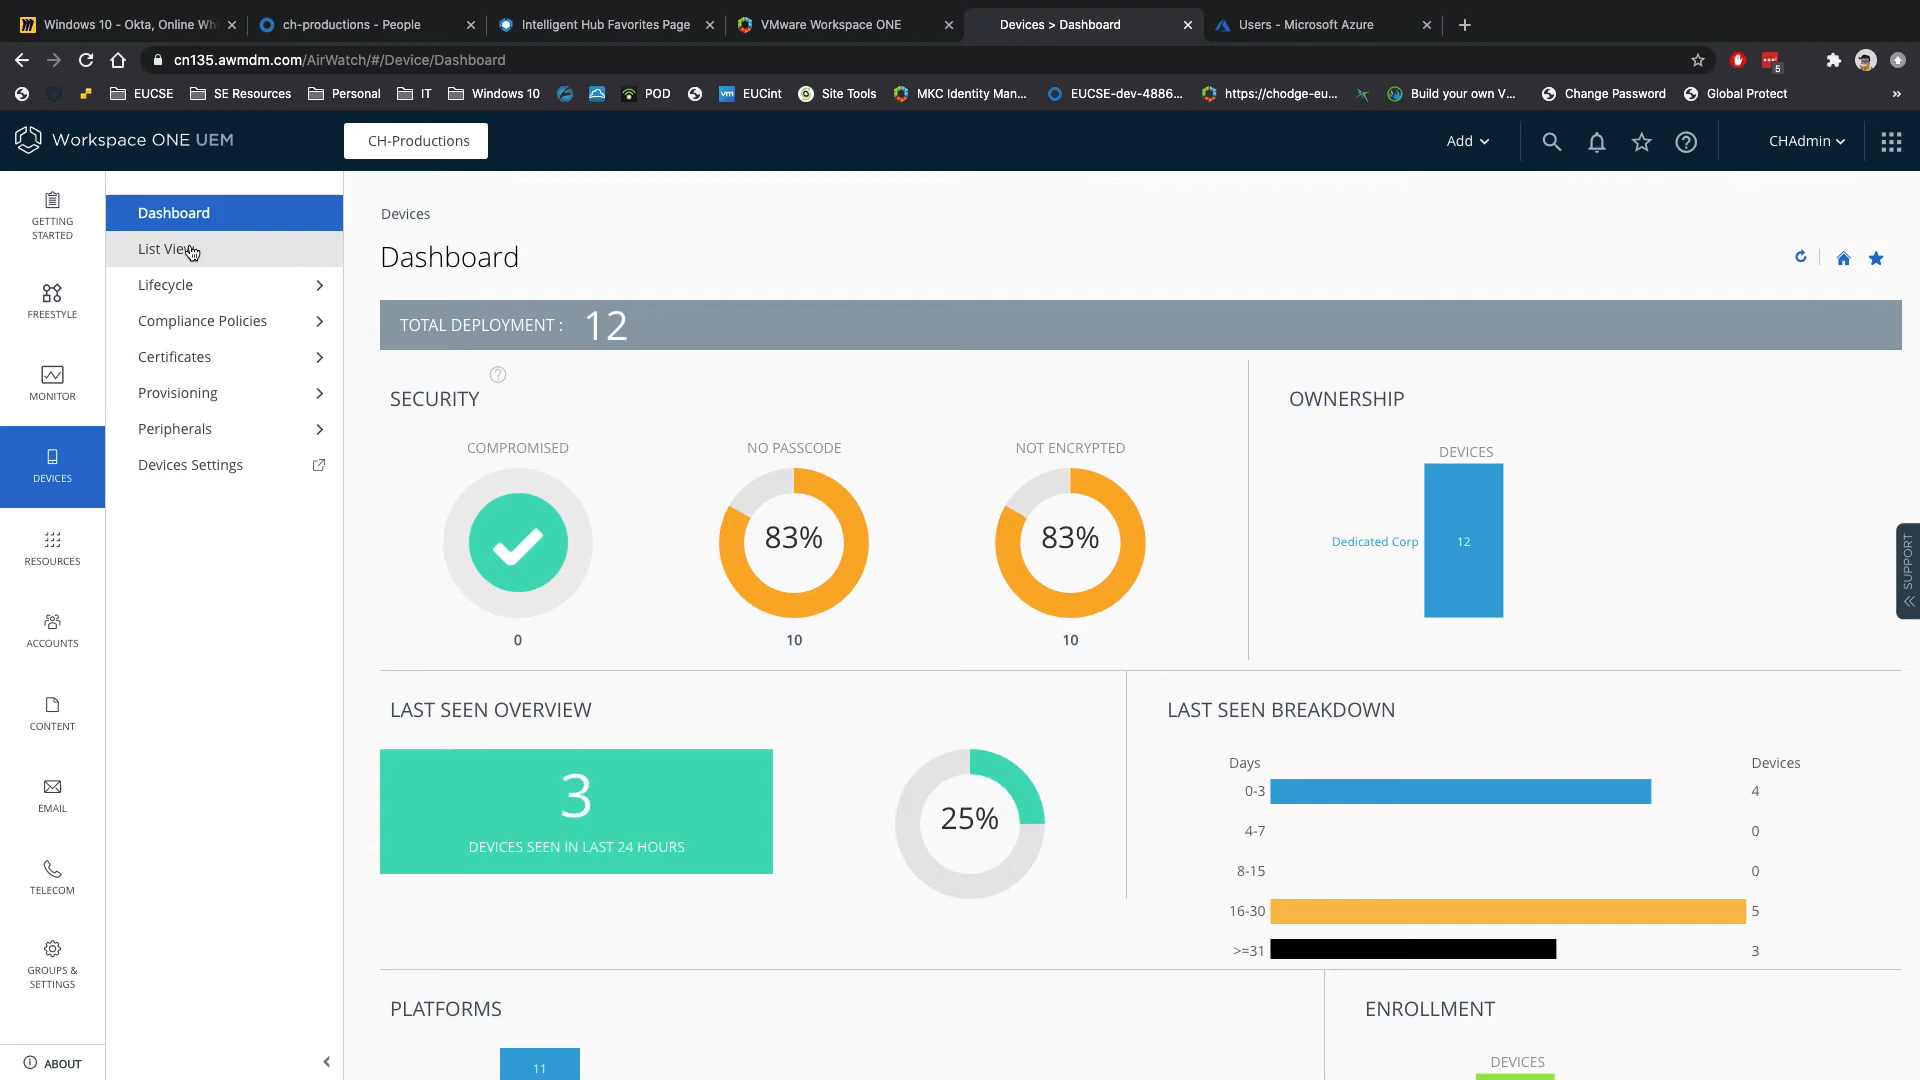 Windows 10 - Okta, Online Wh
ch-productions - People
Intelligent Hub Favorites Page
VMware Workspace ONE
Devices > Dashboard
Users - Microsoft Azure
cn135.awmdm.com/AirWatch/#/Device/Dashboard
5
EUCSE
SE Resources
Personal
IT
Windows 10
POD
vm
EUCint
Site Tools
MKC Identity Man...
EUCSE-dev-4886...
https://chodge-eu...
Build your own V...
Change Password
Global Protect
»
Workspace ONE UEM
CH-Productions
Add
CHAdmin
GETTING
STARTED
FREESTYLE
MONITOR
DEVICES
RESOURCES
ACCOUNTS
CONTENT
EMAIL
TELECOM
GROUPS &
SETTINGS
ABOUT
Dashboard
Lifecycle
Compliance Policies
Certificates
Provisioning
Peripherals
Devices Settings
List View
Devices
Dashboard
TOTAL DEPLOYMENT : 12
SECURITY
COMPROMISED
0
NO PASSCODE
83%
10
NOT ENCRYPTED
83%
10
OWNERSHIP
DEVICES
Dedicated Corp
12
SUPPORT
LAST SEEN OVERVIEW
3
DEVICES SEEN IN LAST 24 HOURS
25%
LAST SEEN BREAKDOWN
Days Devices
0-3 4
4-7 0
8-15 0
16-30 5
>=31 3
PLATFORMS
11
ENROLLMENT
DEVICES